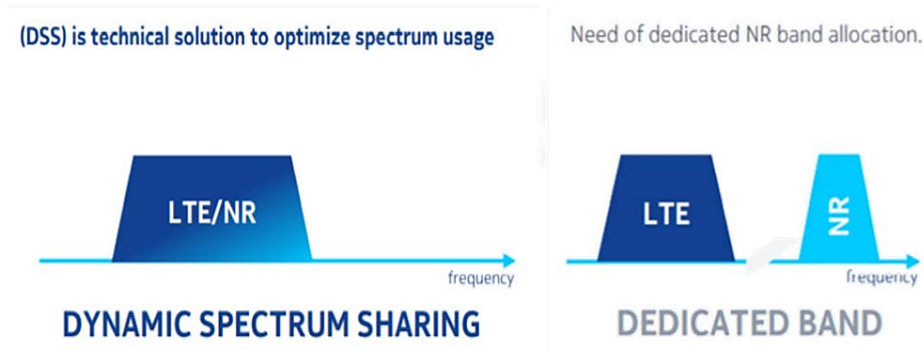 (DSS) is technical solution to optimize spectrum usage
LTE/NR
frequency
DYNAMIC SPECTRUM SHARING
Need of dedicated NR band allocation.
LTE
NR
frequency
DEDICATED BAND